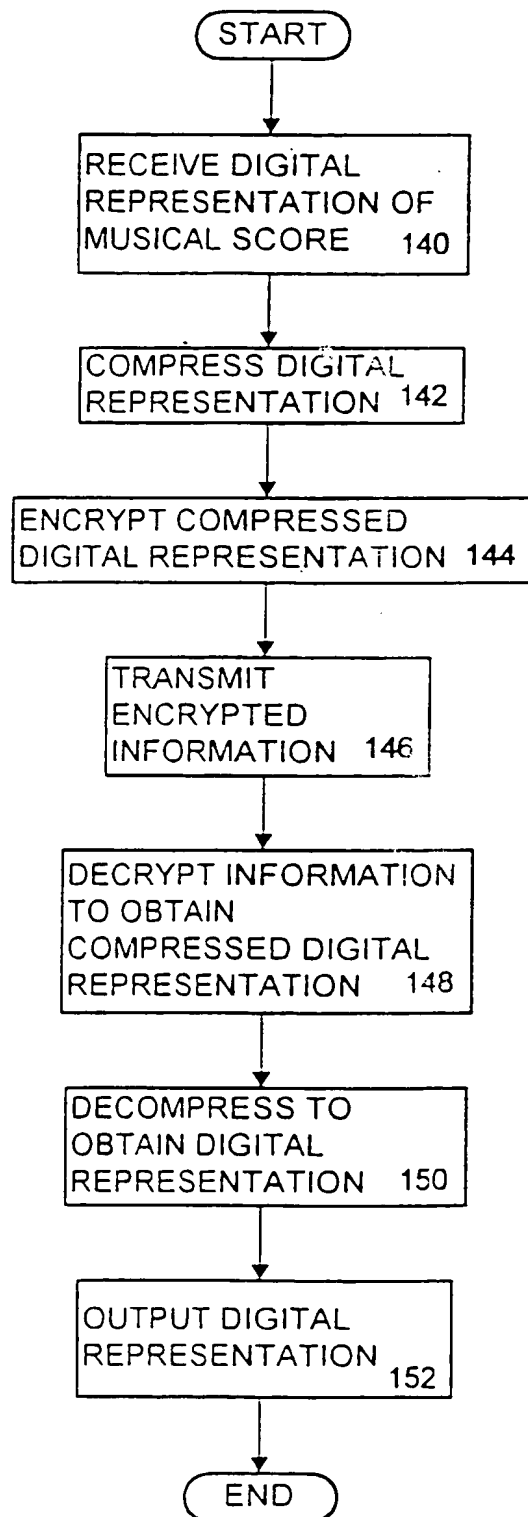 START
RECEIVE DIGITAL
REPRESENTATION OF
MUSICAL SCORE 140
COMPRESS DIGITAL
REPRESENTATION 142
ENCRYPT COMPRESSED
DIGITAL REPRESENTATION 144
TRANSMIT
ENCRYPTED
INFORMATION 146
DECRYPT INFORMATION
TO OBTAIN
COMPRESSED DIGITAL
REPRESENTATION 148
DECOMPRESS TO
OBTAIN DIGITAL
REPRESENTATION 150
OUTPUT DIGITAL
REPRESENTATION
152
END